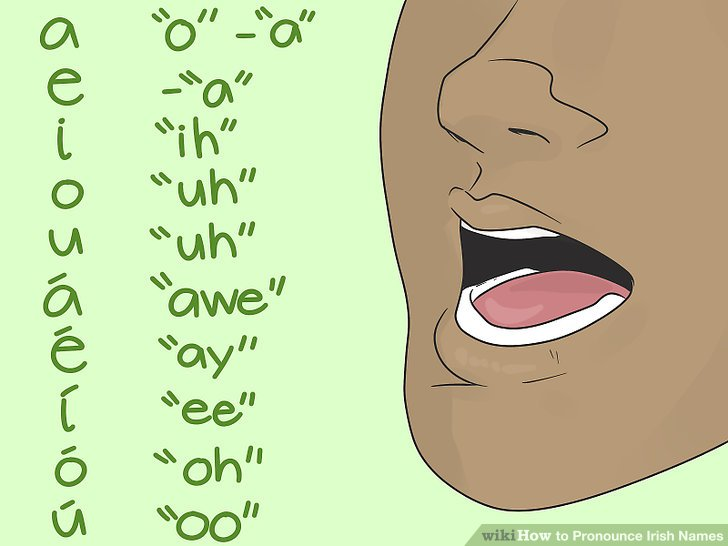 a "o" -"a"
e -"a"
i "ih"
o "uh"
u "uh"
á "awe"
é "ay"
í "ee"
ó "oh"
ú "oo"
wikiHow to Pronounce Irish Names